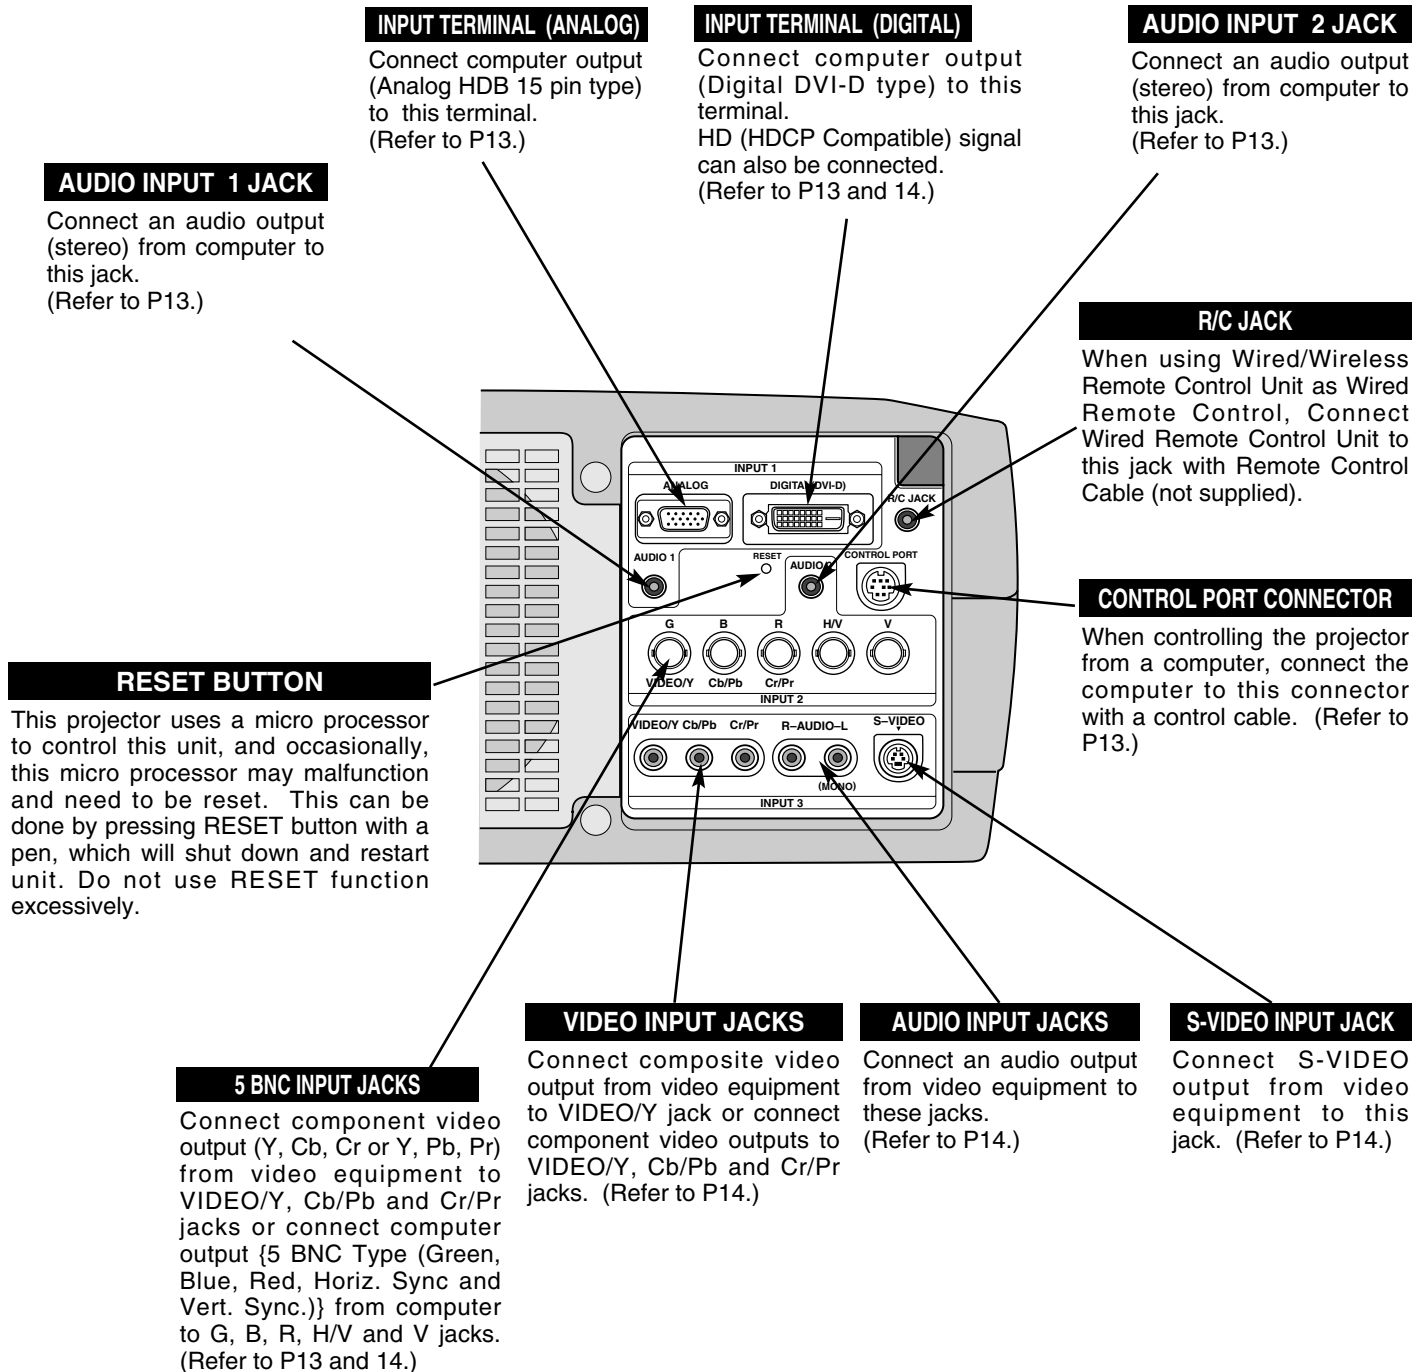 INPUT TERMINAL (ANALOG)
Connect computer output
(Analog HDB 15 pin type)
to this terminal.
(Refer to P13.)
INPUT TERMINAL (DIGITAL)
Connect computer output
(Digital DVI-D type) to this
terminal.
HD (HDCP Compatible) signal
can also be connected.
(Refer to P13 and 14.)
AUDIO INPUT 2 JACK
Connect an audio output
(stereo) from computer to
this jack.
(Refer to P13.)
AUDIO INPUT 1 JACK
Connect an audio output
(stereo) from computer to
this jack.
(Refer to P13.)
R/C JACK
When using Wired/Wireless
Remote Control Unit as Wired
Remote Control, Connect
Wired Remote Control Unit to
this jack with Remote Control
Cable (not supplied).
INPUT 1
ANALOG
DIGITAL(DVI-D)
R/C JACK
AUDIO 1
RESET
AUDIO 2
CONTROL PORT
G B R H/V V
VIDEO/Y Cb/Pb Cr/Pr
INPUT 2
VIDEO/Y Cb/Pb Cr/Pr R–AUDIO–L S–VIDEO
(MONO)
INPUT 3
CONTROL PORT CONNECTOR
When controlling the projector
from a computer, connect the
computer to this connector
with a control cable. (Refer to
P13.)
RESET BUTTON
This projector uses a micro processor
to control this unit, and occasionally,
this micro processor may malfunction
and need to be reset. This can be
done by pressing RESET button with a
pen, which will shut down and restart
unit. Do not use RESET function
excessively.
5 BNC INPUT JACKS
Connect component video
output (Y, Cb, Cr or Y, Pb, Pr)
from video equipment to
VIDEO/Y, Cb/Pb and Cr/Pr
jacks or connect computer
output {5 BNC Type (Green,
Blue, Red, Horiz. Sync and
Vert. Sync.)} from computer
to G, B, R, H/V and V jacks.
(Refer to P13 and 14.)
VIDEO INPUT JACKS
Connect composite video
output from video equipment
to VIDEO/Y jack or connect
component video outputs to
VIDEO/Y, Cb/Pb and Cr/Pr
jacks. (Refer to P14.)
AUDIO INPUT JACKS
Connect an audio output
from video equipment to
these jacks.
(Refer to P14.)
S-VIDEO INPUT JACK
Connect S-VIDEO
output from video
equipment to this
jack. (Refer to P14.)